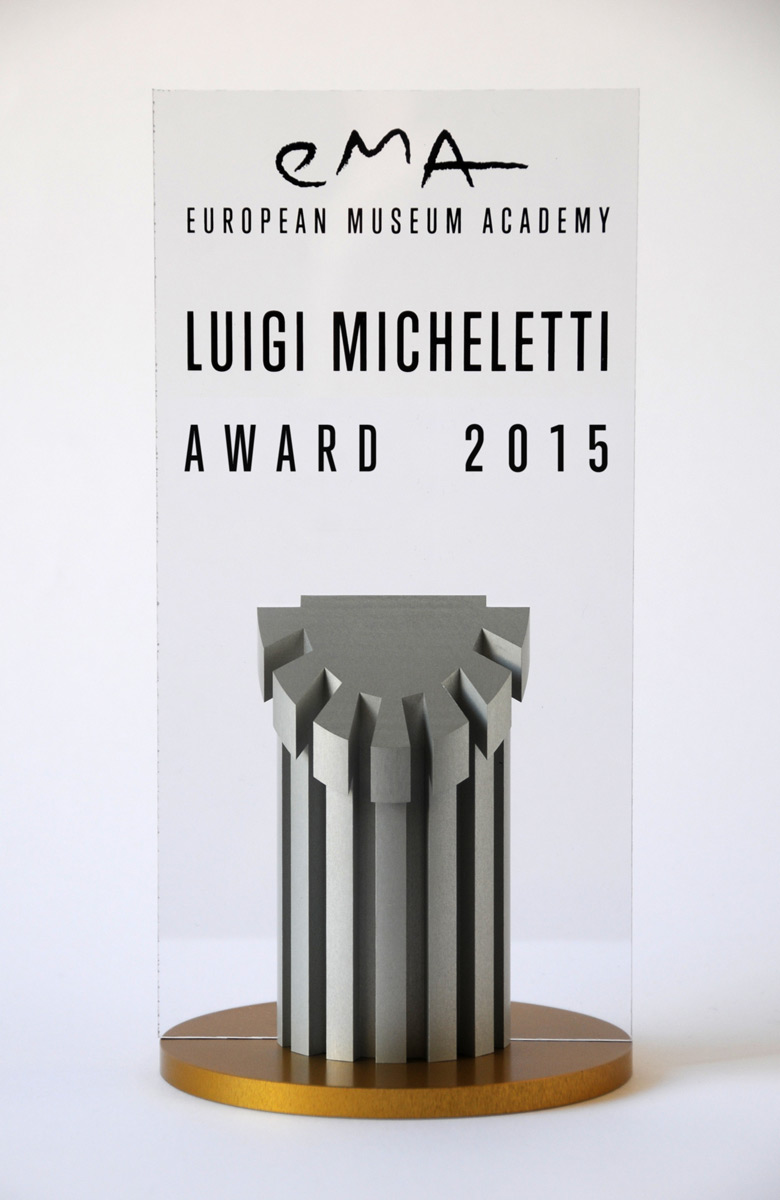 eMA
EUROPEAN MUSEUM ACADEMY
LUIGI MICHELETTI
AWARD 2015